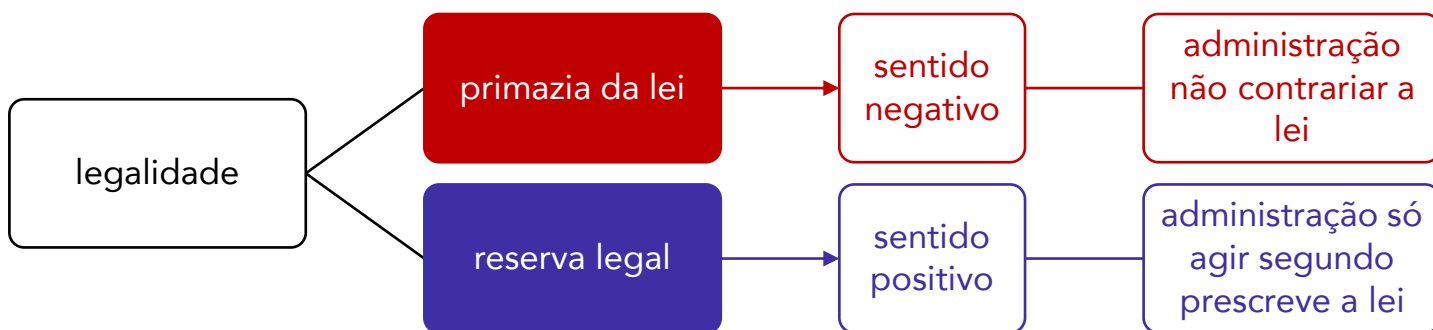 legalidade
primazia da lei
sentido
negativo
administração
não contrariar a
lei
reserva legal
sentido
positivo
administração só
agir segundo
prescreve a lei